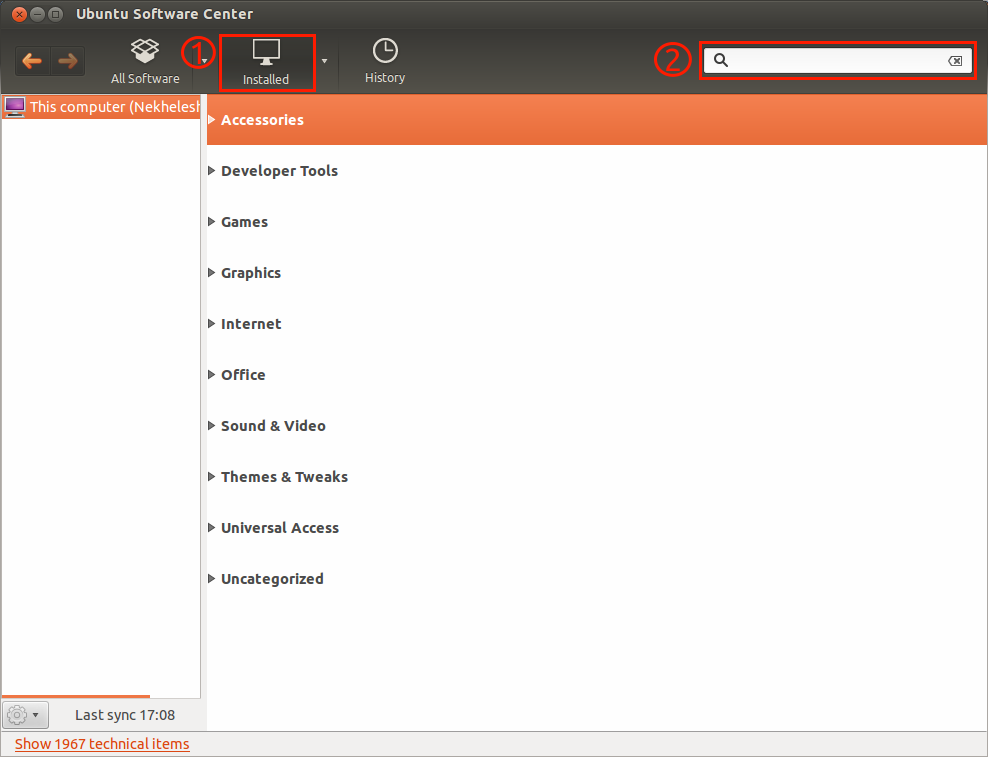 Ubuntu Software Center
All Software
①
Installed
History
②
This computer (Nekhelesh
Accessories
Developer Tools
Games
Graphics
Internet
Office
Sound & Video
Themes & Tweaks
Universal Access
Uncategorized
Last sync 17:08
Show 1967 technical items